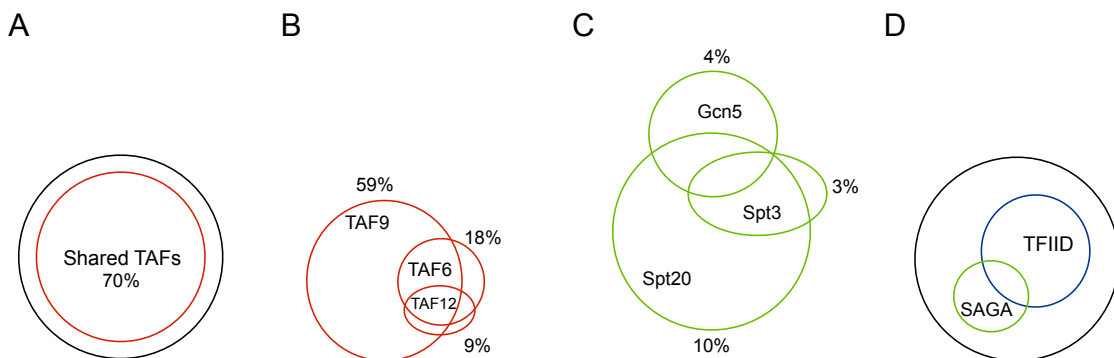 A
Shared TAFs
70%
B
59%
TAF9
18%
TAF6
TAF12
9%
C
4%
Gcn5
3%
Spt3
Spt20
10%
D
TFIID
SAGA